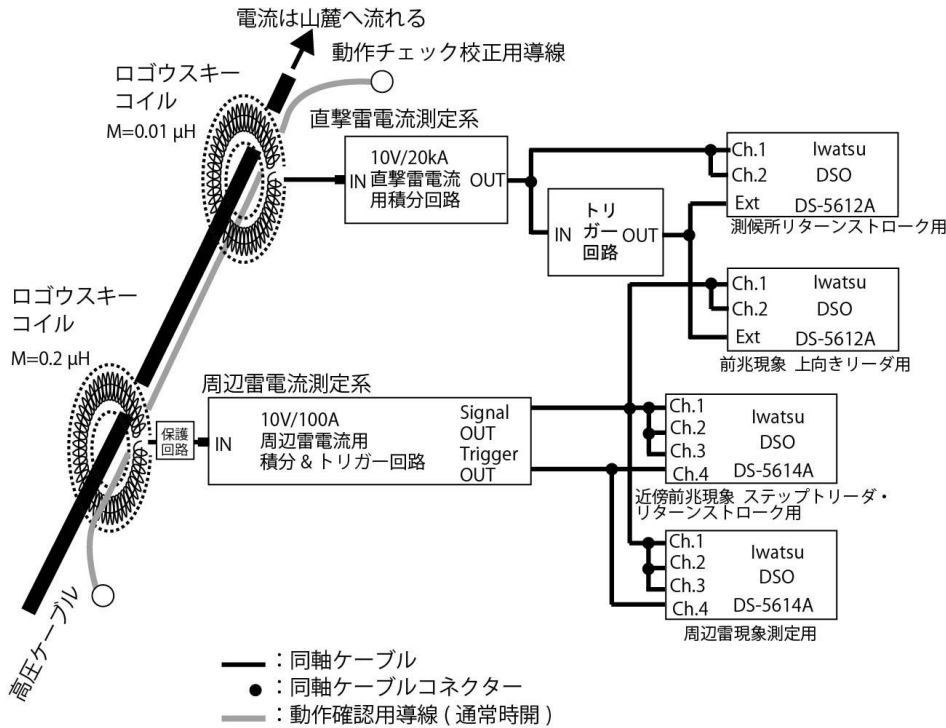 電流は山麓へ流れる
動作チェック校正用導線
ロゴウスキー
コイル
M=0.01 μH
直撃雷電流測定系
10V/20kA
IN 直撃雷電流 OUT
用積分回路
トリ
IN ガー OUT
回路
Ch.1 Iwatsu
Ch.2 DSO
Ext DS-5612A
測候所リターンストローク用
Ch.1 Iwatsu
Ch.2 DSO
Ext DS-5612A
前兆現象 上向きリーダ用
ロゴウスキー
コイル
M=0.2 μH
保護
回路
周辺雷電流測定系
10V/100A
IN 周辺雷電流用
積分 & トリガー回路
Signal
OUT
Trigger
OUT
Ch.1 Iwatsu
Ch.2
Ch.3 DSO
Ch.4 DS-5614A
近傍前兆現象 ステップトリーダ・
リターンストローク用
Ch.1 Iwatsu
Ch.2
Ch.3 DSO
Ch.4 DS-5614A
周辺雷現象測定用
高圧ケーブル
：同軸ケーブル
：同軸ケーブルコネクター
：動作確認用導線 ( 通常時開 )